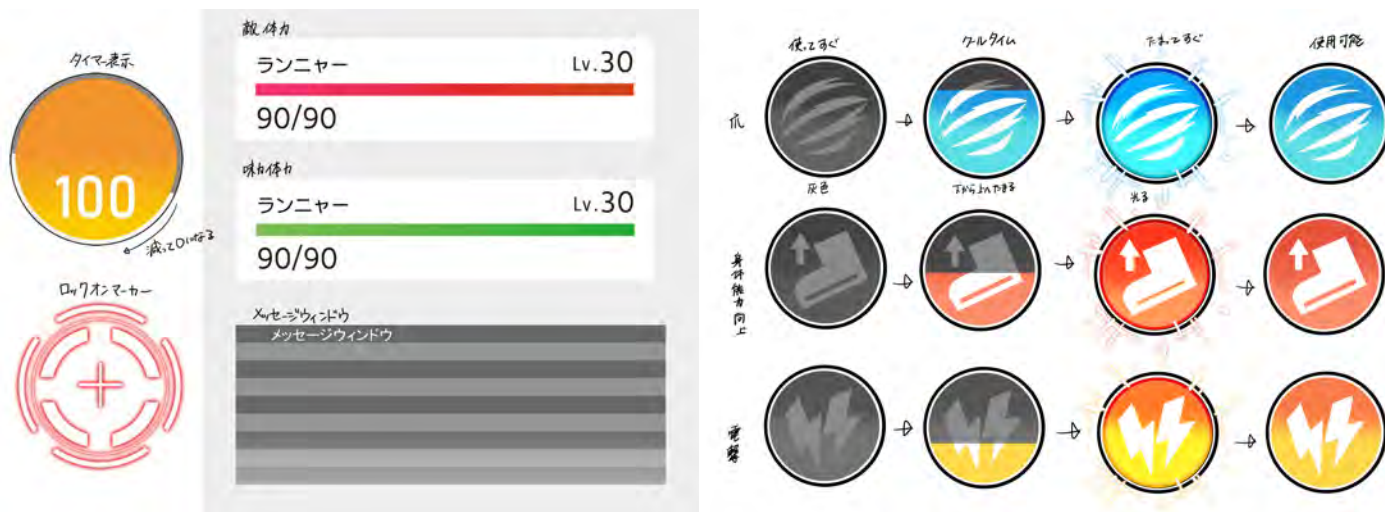 タイマー表示
100
減って0になる
ロックオンマーカー
敵体力
ランニャー Lv.30
90/90
味方体力
ランニャー Lv.30
90/90
メッセージウィンドウ
メッセージウィンドウ
使ってすぐ クールタイム たまってすぐ 使用可能
爪
灰色 下から上へたまる 光る
身体能力向上
電撃